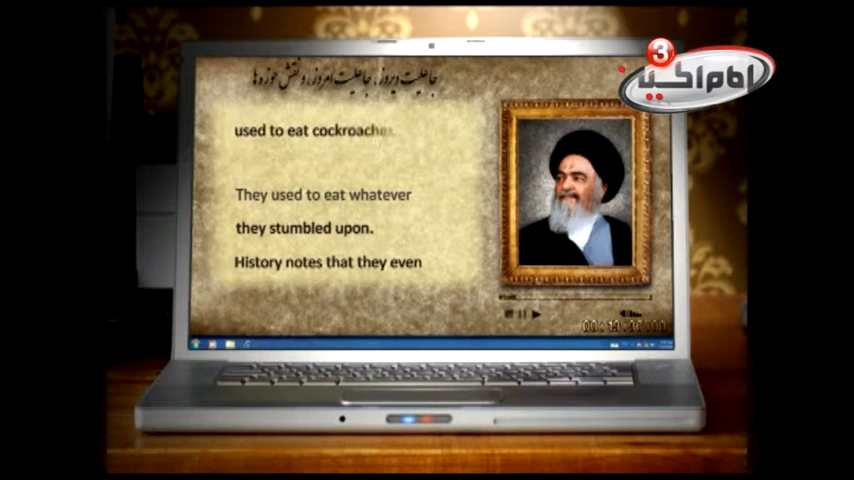 جاهلیت دیروز، جاهلیت امروز، و نقش حوزه ها
3
امام اکسین
used to eat cockroaches.
They used to eat whatever
they stumbled upon.
History notes that they even